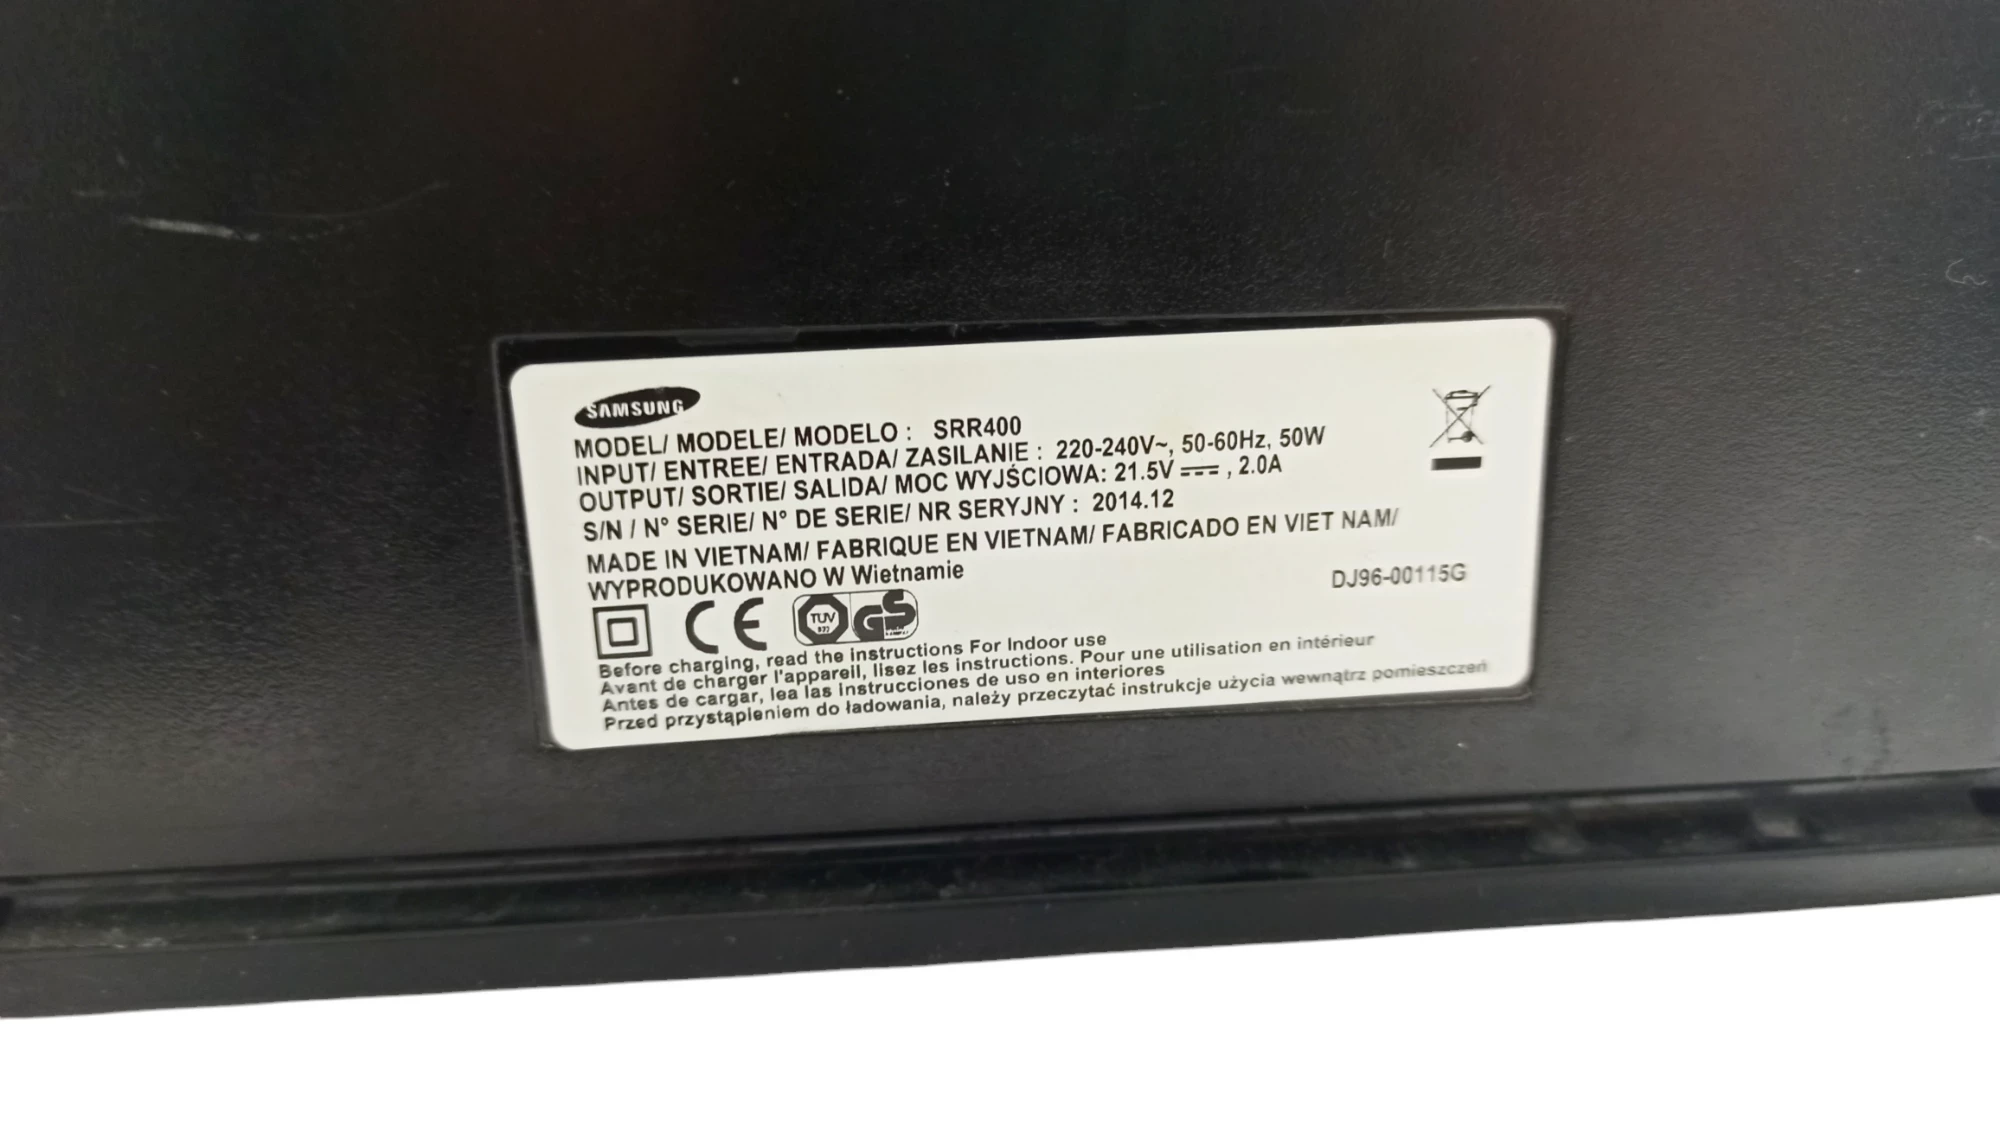 SAMSUNG
MODEL/ MODELE/ MODELO : SRR400
INPUT/ ENTREE/ ENTRADA/ ZASILANIE : 220-240V~, 50-60Hz, 50W
OUTPUT/ SORTIE/ SALIDA/ MOC WYJŚCIOWA: 21.5V ⎓ , 2.0A
S/N / N° SERIE/ N° DE SERIE/ NR SERYJNY : 2014.12
MADE IN VIETNAM/ FABRIQUE EN VIETNAM/ FABRICADO EN VIET NAM/
WYPRODUKOWANO W Wietnamie
DJ96-00115G
CE TUV GS
Before charging, read the instructions For Indoor use
Avant de charger l'appareil, lisez les instructions. Pour une utilisation en intérieur
Antes de cargar, lea las instrucciones de uso en interiores
Przed przystąpleniem do ładowania, należy przeczytać instrukcje użycia wewnątrz pomieszczeń